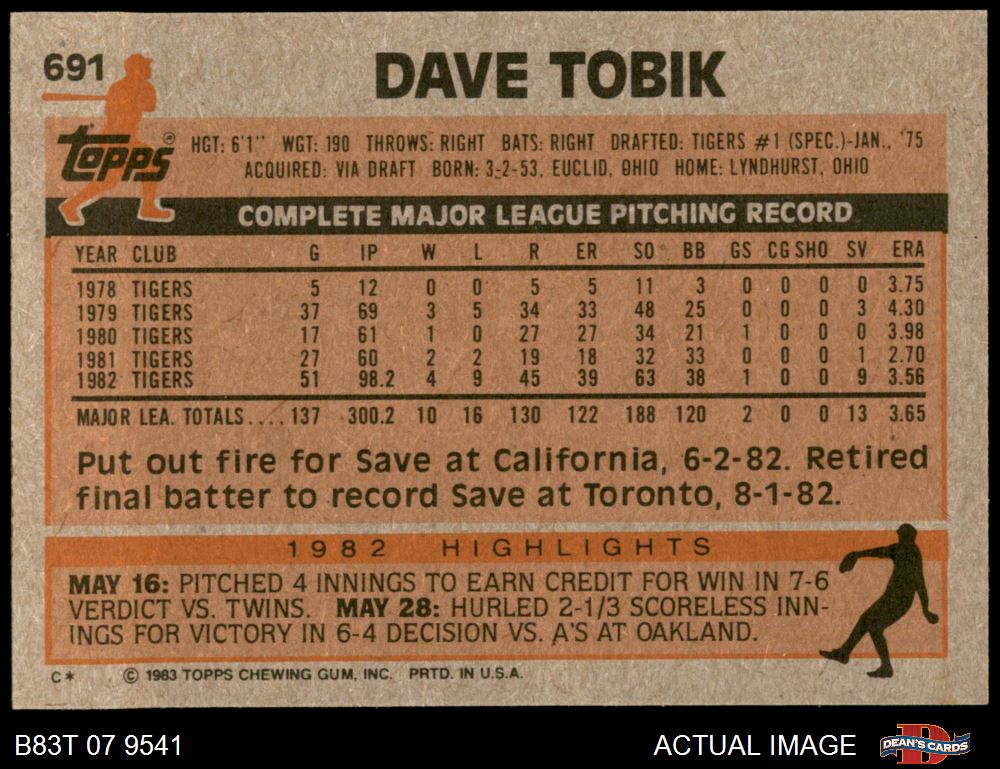 691
DAVE TOBIK
Topps®
HGT: 6'1'' WGT: 190 THROWS: RIGHT BATS: RIGHT DRAFTED: TIGERS #1 (SPEC.)-JAN., '75
ACQUIRED: VIA DRAFT BORN: 3-2-53, EUCLID, OHIO HOME: LYNDHURST, OHIO
COMPLETE MAJOR LEAGUE PITCHING RECORD
YEAR CLUB G IP W L R ER SO BB GS CG SHO SV ERA
1978 TIGERS 5 12 0 0 5 5 11 3 0 0 0 0 3.75
1979 TIGERS 37 69 3 5 34 33 48 25 0 0 0 3 4.30
1980 TIGERS 17 61 1 0 27 27 34 21 1 0 0 0 3.98
1981 TIGERS 27 60 2 2 19 18 32 33 0 0 0 1 2.70
1982 TIGERS 51 98.2 4 9 45 39 63 38 1 0 0 9 3.56
MAJOR LEA. TOTALS.... 137 300.2 10 16 130 122 188 120 2 0 0 13 3.65
Put out fire for Save at California, 6-2-82. Retired
final batter to record Save at Toronto, 8-1-82.
1982 HIGHLIGHTS
MAY 16: PITCHED 4 INNINGS TO EARN CREDIT FOR WIN IN 7-6
VERDICT VS. TWINS. MAY 28: HURLED 2-1/3 SCORELESS INN-
INGS FOR VICTORY IN 6-4 DECISION VS. A'S AT OAKLAND.
C* © 1983 TOPPS CHEWING GUM, INC. PRTD. IN U.S.A.
B83T 07 9541 ACTUAL IMAGE DEAN'S CARDS